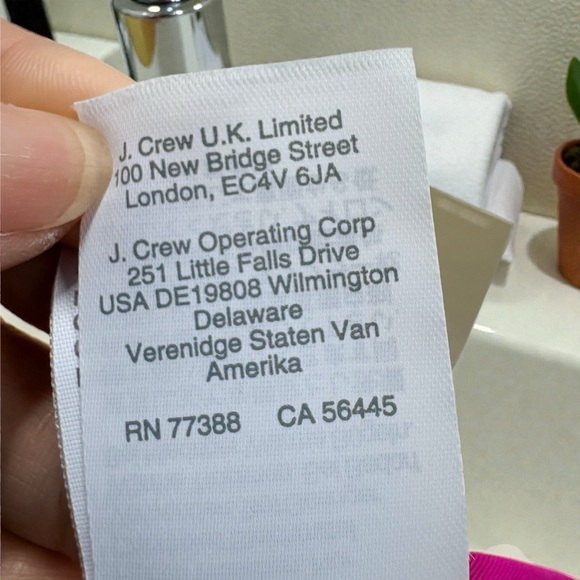 J. Crew U.K. Limited
100 New Bridge Street
London, EC4V 6JA
J. Crew Operating Corp
251 Little Falls Drive
USA DE19808 Wilmington
Delaware
Verenidge Staten Van
Amerika
RN 77388 CA 56445